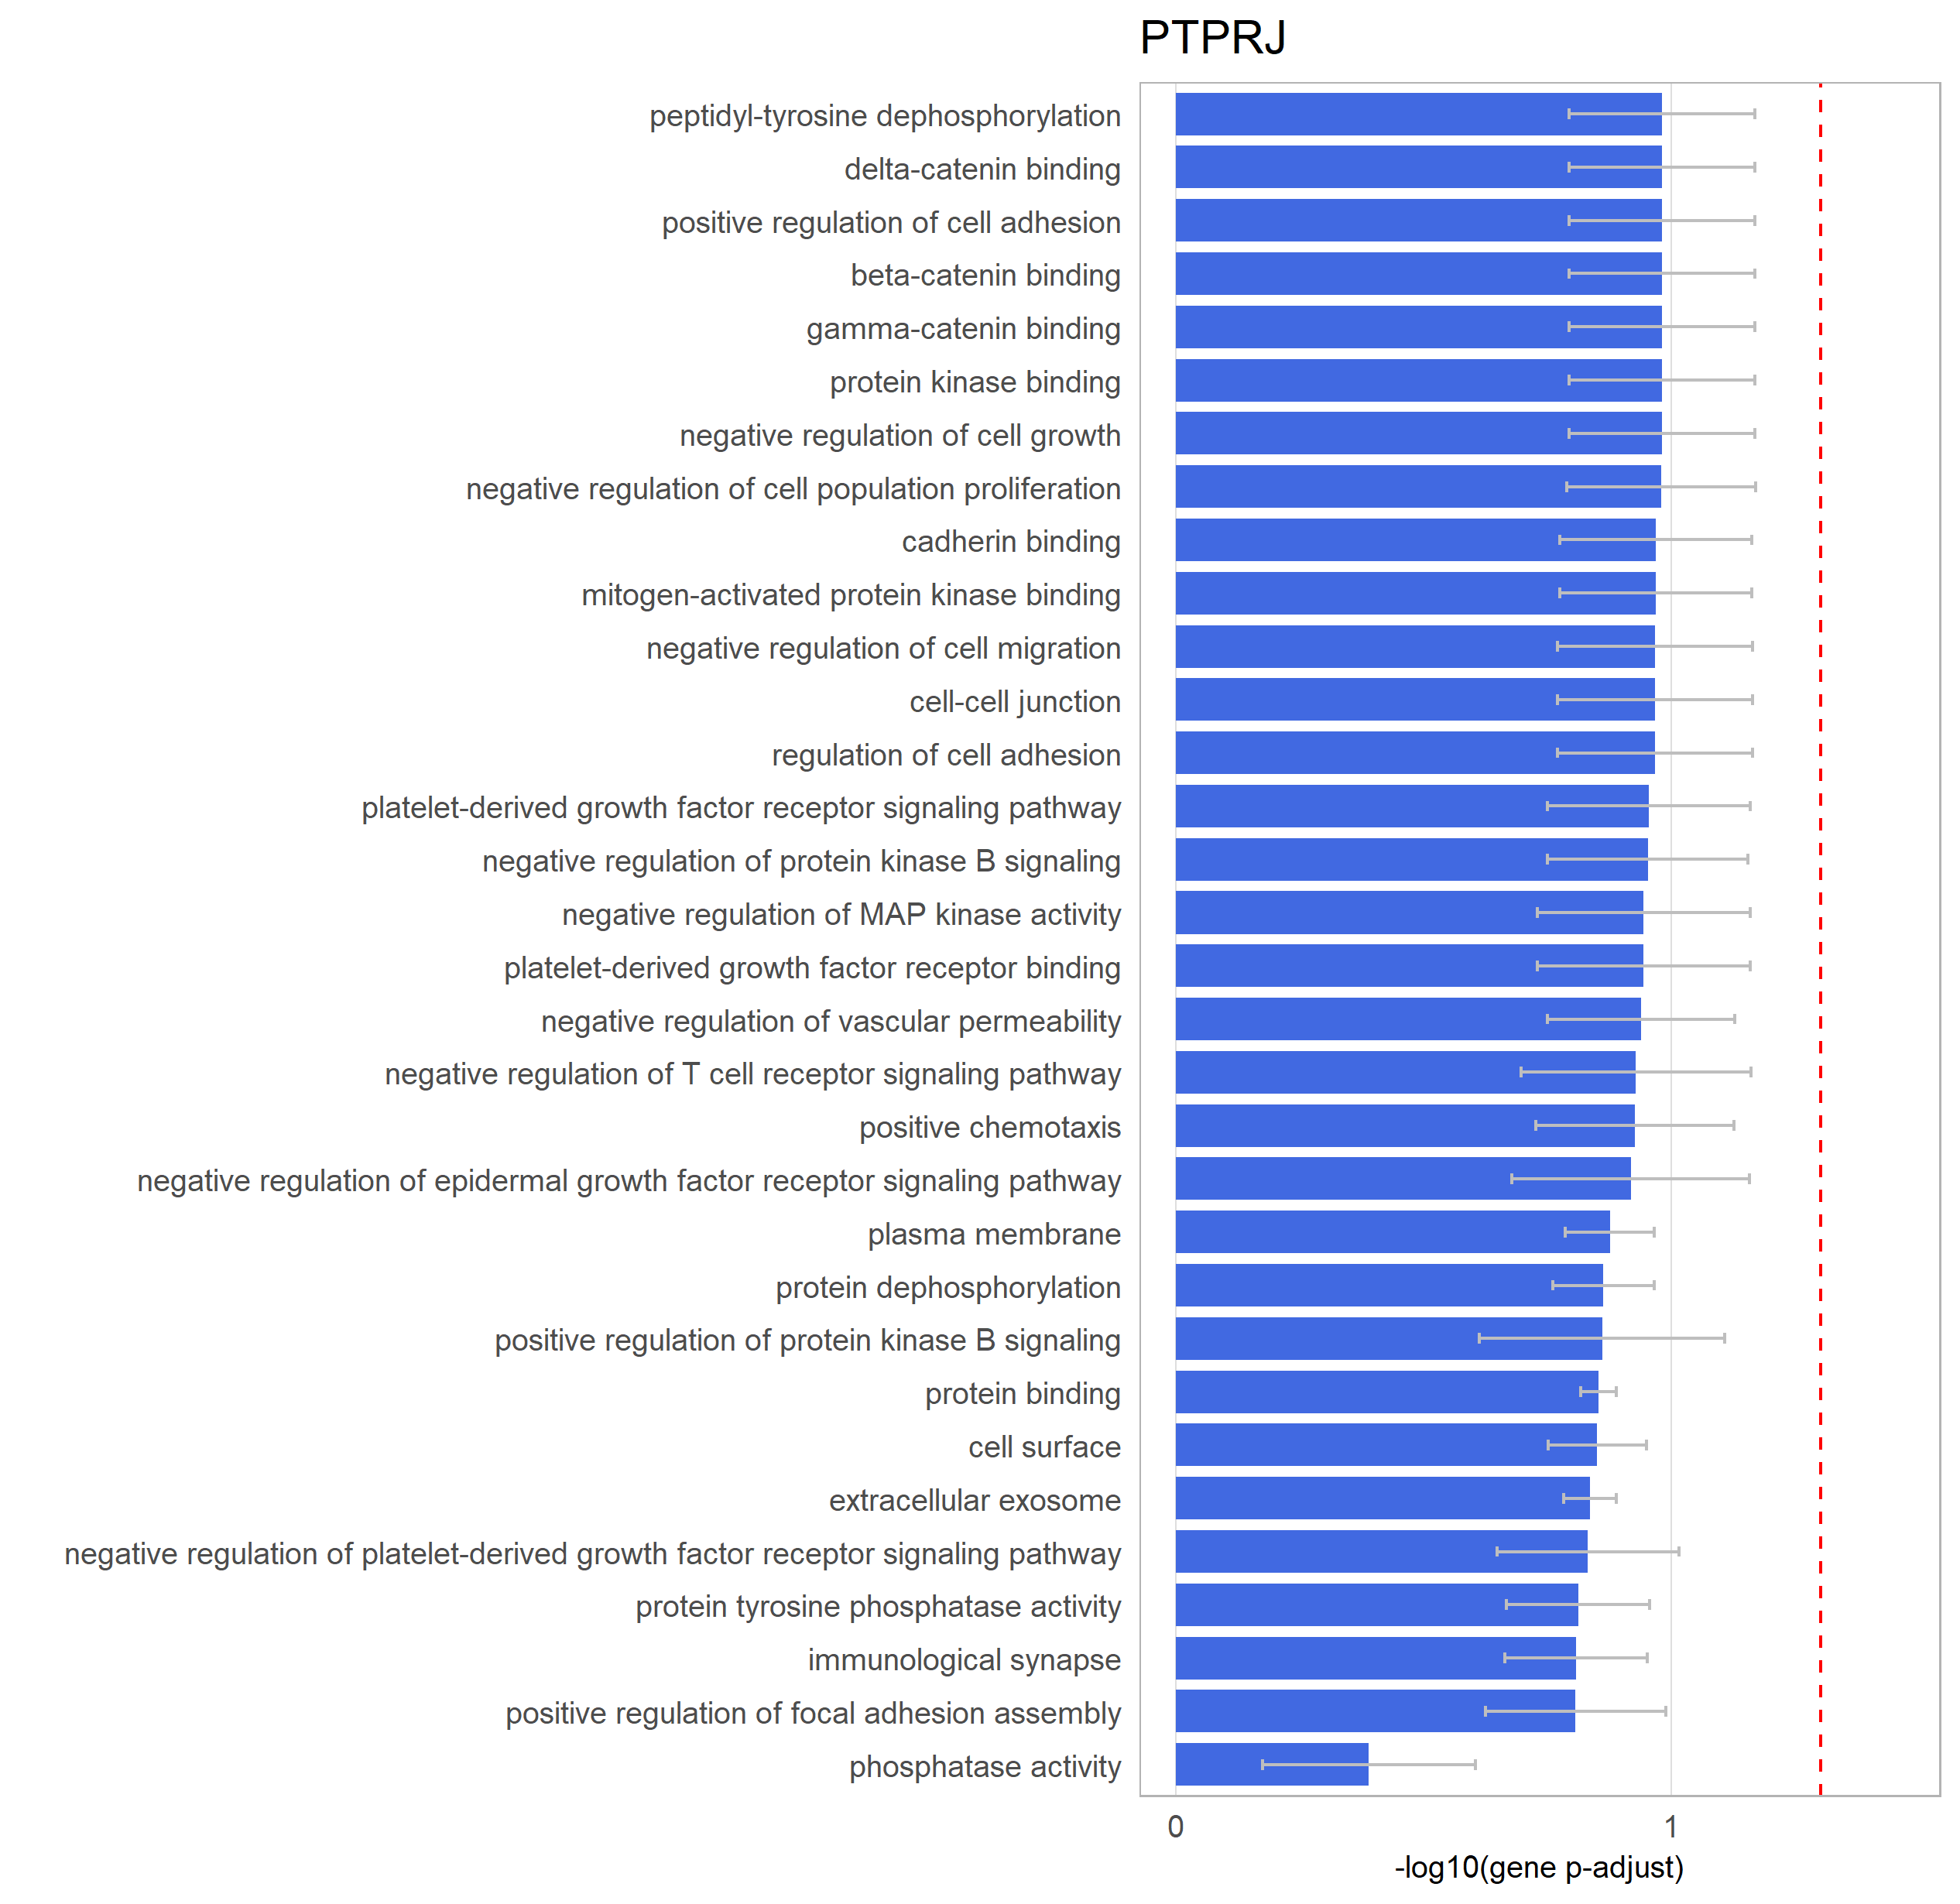 PTPRJ
peptidyl-tyrosine dephosphorylation
delta-catenin binding
positive regulation of cell adhesion
beta-catenin binding
gamma-catenin binding
protein kinase binding
negative regulation of cell growth
negative regulation of cell population proliferation
cadherin binding
mitogen-activated protein kinase binding
negative regulation of cell migration
cell-cell junction
regulation of cell adhesion
platelet-derived growth factor receptor signaling pathway
negative regulation of protein kinase B signaling
negative regulation of MAP kinase activity
platelet-derived growth factor receptor binding
negative regulation of vascular permeability
negative regulation of T cell receptor signaling pathway
positive chemotaxis
negative regulation of epidermal growth factor receptor signaling pathway
plasma membrane
protein dephosphorylation
positive regulation of protein kinase B signaling
protein binding
cell surface
extracellular exosome
negative regulation of platelet-derived growth factor receptor signaling pathway
protein tyrosine phosphatase activity
immunological synapse
positive regulation of focal adhesion assembly
phosphatase activity
0 1
-log10(gene p-adjust)